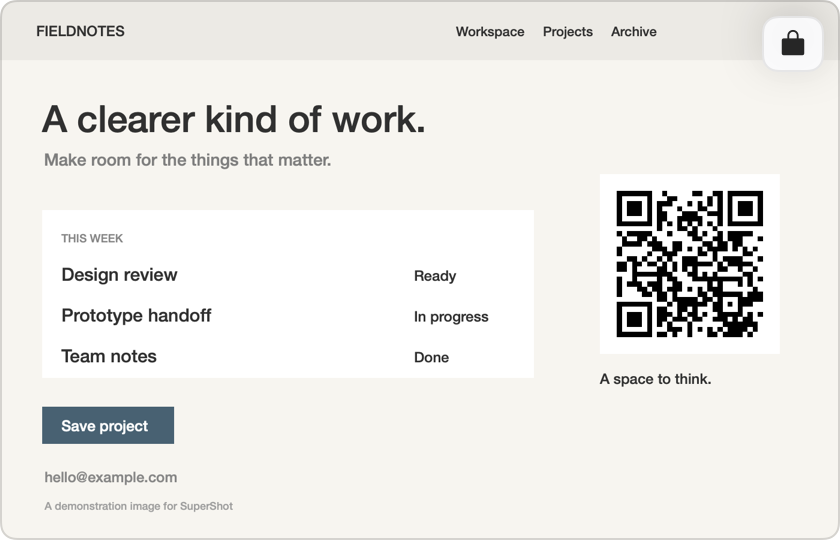 FIELDNOTES
Workspace Projects Archive
A clearer kind of work.
Make room for the things that matter.
THIS WEEK
Design review Ready
Prototype handoff In progress
Team notes Done
A space to think.
Save project
hello@example.com
A demonstration image for SuperShot